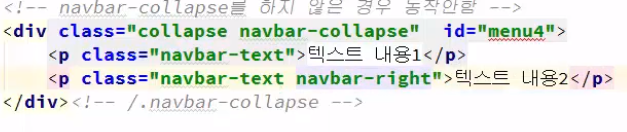 <!-- navbar-collapse를 하지 않은 경우 동작안함 -->
<div class="collapse navbar-collapse"  id="menu4">
    <p class="navbar-text">텍스트 내용1</p>
    <p class="navbar-text navbar-right">텍스트 내용2</p>
</div><!-- /.navbar-collapse -->